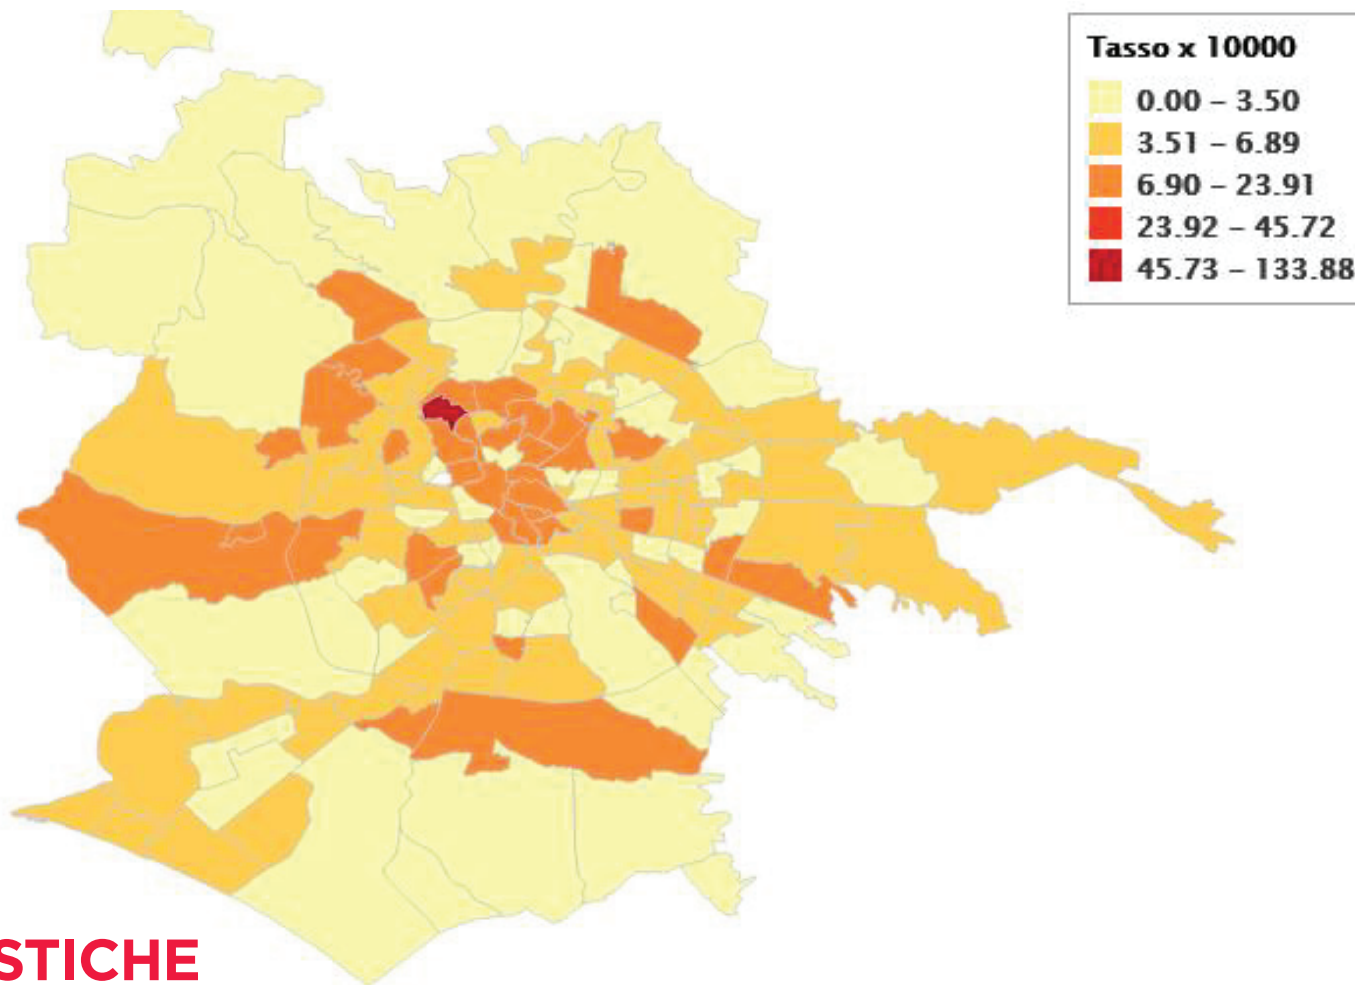 Tasso x 10000
0.00 – 3.50
3.51 – 6.89
6.90 – 23.91
23.92 – 45.72
45.73 – 133.88
STICHE